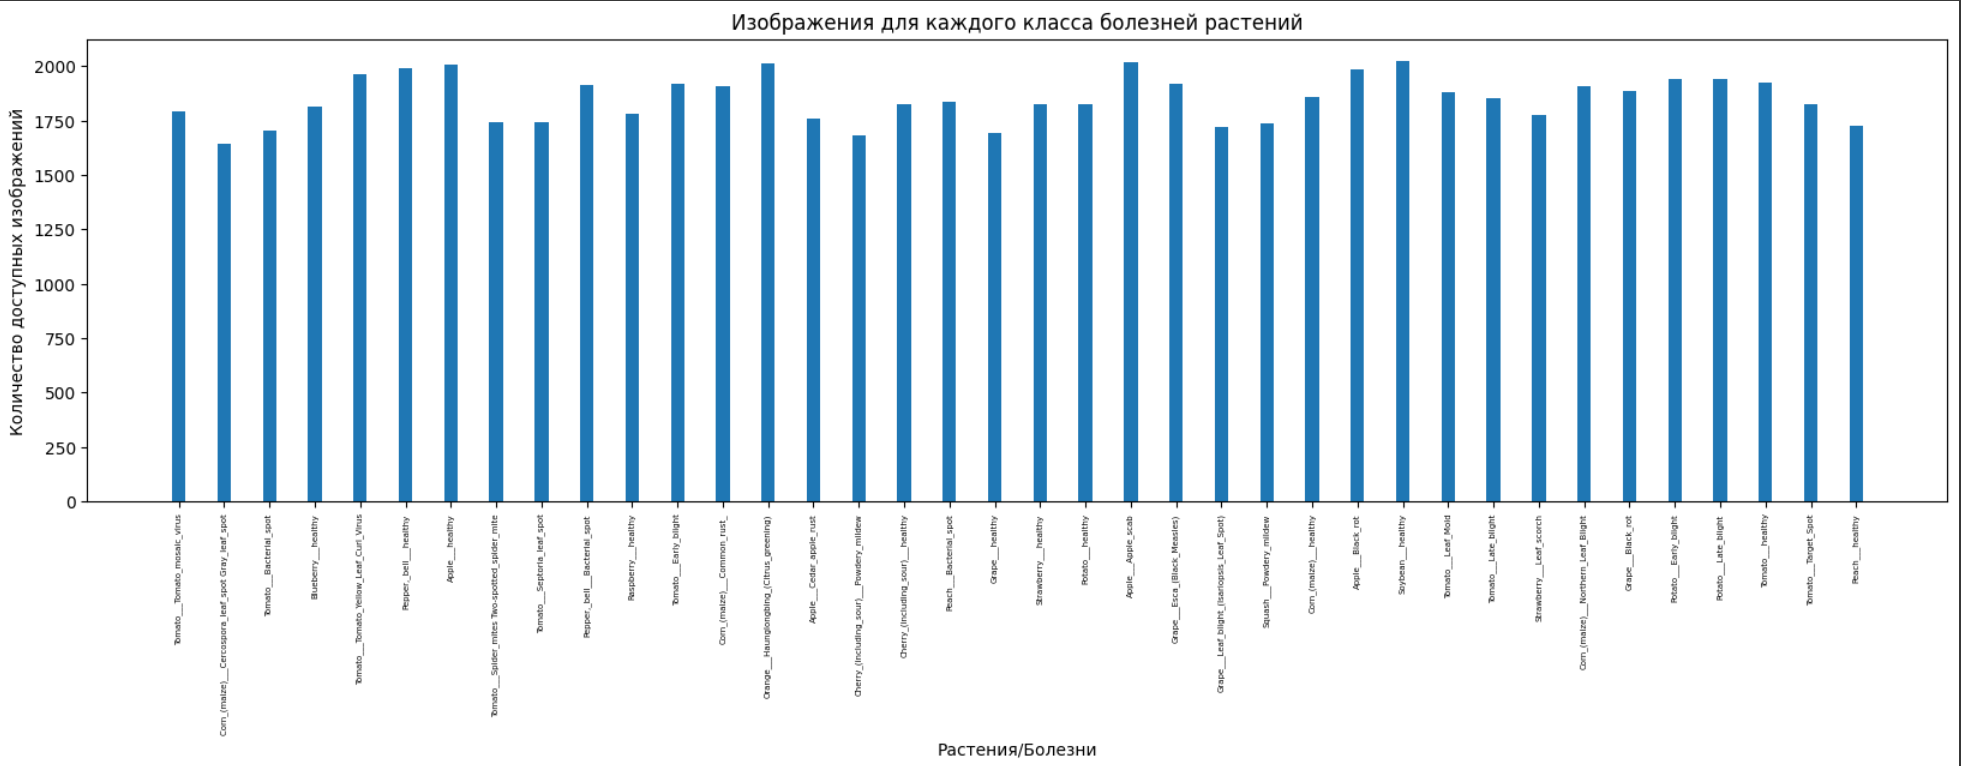 Изображения для каждого класса болезней растений
Количество доступных изображений
2000
1750
1500
1250
1000
750
500
250
0
Tomato___Tomato_mosaic_virus
Corn_(maize)___Cercospora_leaf_spot Gray_leaf_spot
Tomato___Bacterial_spot
Blueberry___healthy
Tomato___Tomato_Yellow_Leaf_Curl_Virus
Pepper,_bell___healthy
Apple___healthy
Tomato___Spider_mites Two-spotted_spider_mite
Tomato___Septoria_leaf_spot
Pepper,_bell___Bacterial_spot
Raspberry___healthy
Tomato___Early_blight
Corn_(maize)___Common_rust_
Orange___Haunglongbing_(Citrus_greening)
Apple___Cedar_apple_rust
Cherry_(including_sour)___Powdery_mildew
Cherry_(including_sour)___healthy
Peach___Bacterial_spot
Grape___healthy
Strawberry___healthy
Potato___healthy
Apple___Apple_scab
Grape___Esca_(Black_Measles)
Grape___Leaf_blight_(Isariopsis_Leaf_Spot)
Squash___Powdery_mildew
Corn_(maize)___healthy
Apple___Black_rot
Soybean___healthy
Tomato___Leaf_Mold
Tomato___Late_blight
Strawberry___Leaf_scorch
Corn_(maize)___Northern_Leaf_Blight
Grape___Black_rot
Potato___Early_blight
Potato___Late_blight
Tomato___healthy
Tomato___Target_Spot
Peach___healthy
Растения/Болезни